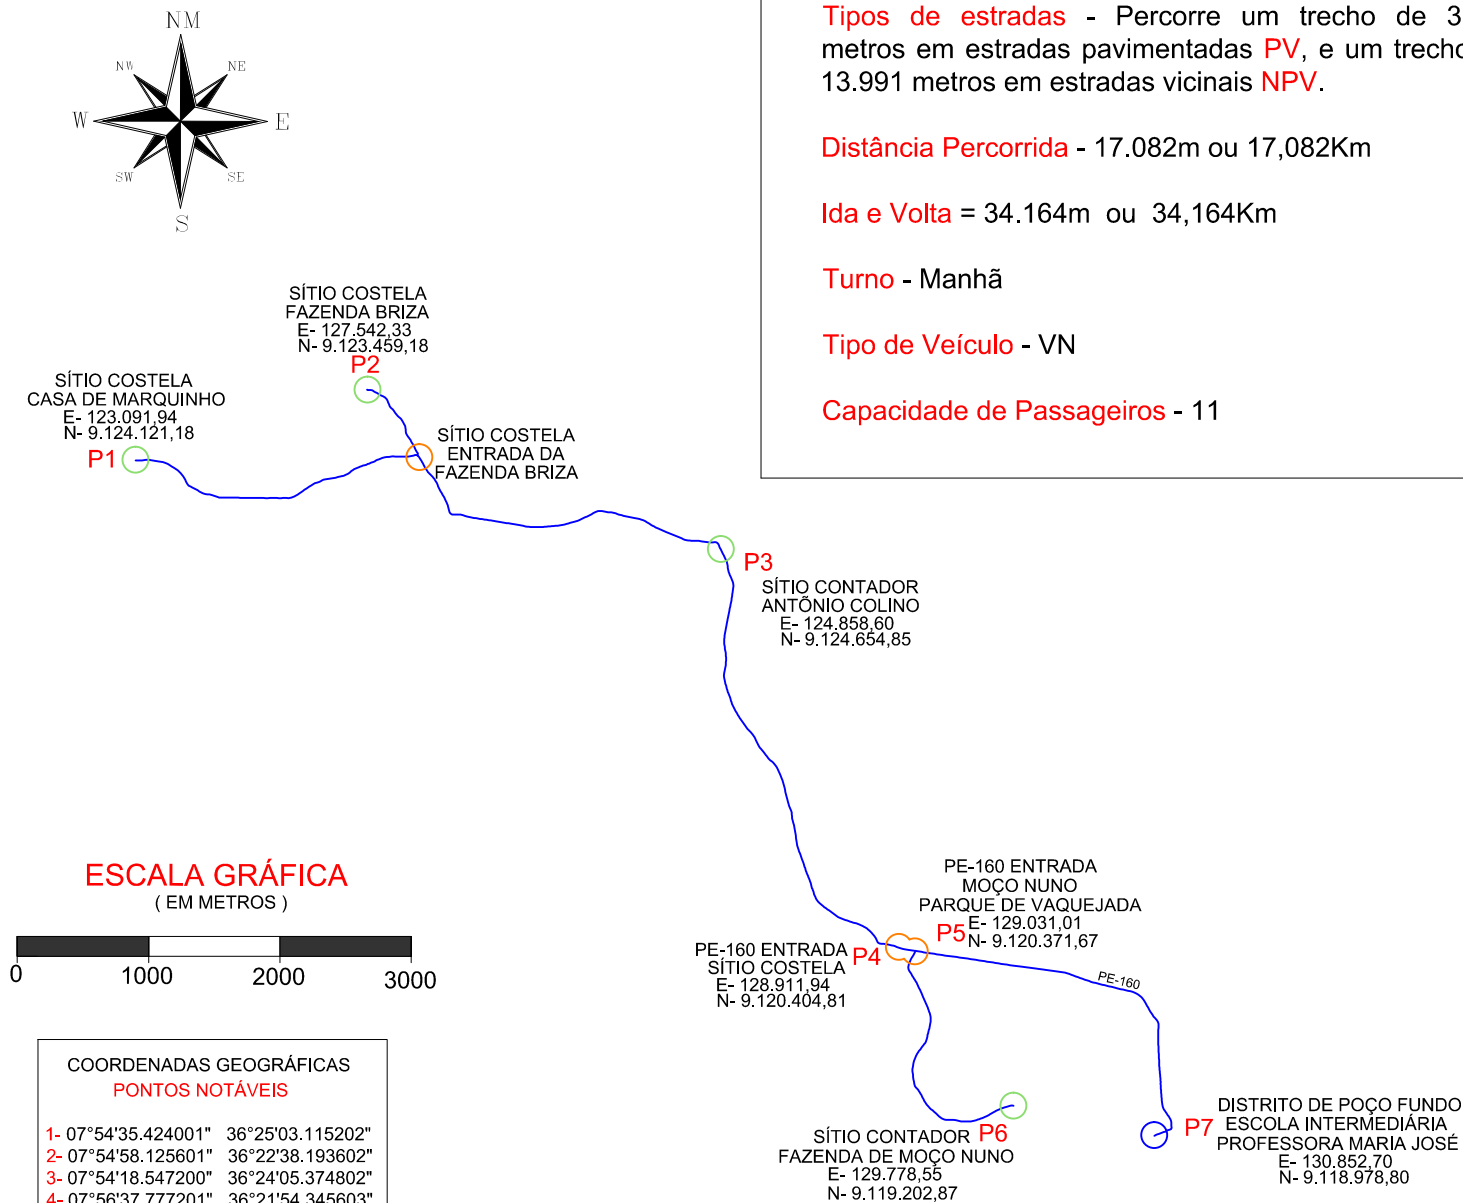 NM
NW
NE
W
E
SW
SE
S
Tipos de estradas - Percorre um trecho de 3
metros em estradas pavimentadas PV, e um trecho
13.991 metros em estradas vicinais NPV.
Distância Percorrida - 17.082m ou 17,082Km
Ida e Volta = 34.164m ou 34,164Km
Turno - Manhã
Tipo de Veículo - VN
Capacidade de Passageiros - 11
SÍTIO COSTELA
FAZENDA BRIZA
E- 127.542,33
N- 9.123.459,18
P2
SÍTIO COSTELA
CASA DE MARQUINHO
E- 123.091,94
N- 9.124.121,18
P1
SÍTIO COSTELA
ENTRADA DA
FAZENDA BRIZA
P3
SÍTIO CONTADOR
ANTÕNIO COLINO
E- 124.858,60
N- 9.124.654,85
ESCALA GRÁFICA
( EM METROS )
0 1000 2000 3000
PE-160 ENTRADA
MOÇO NUNO
PARQUE DE VAQUEJADA
E- 129.031,01
N- 9.120.371,67
P5
PE-160 ENTRADA
SÍTIO COSTELA
E- 128.911,94
N- 9.120.404,81
P4
PE-160
COORDENADAS GEOGRÁFICAS
PONTOS NOTÁVEIS
1- 07°54'35.424001" 36°25'03.115202"
2- 07°54'58.125601" 36°22'38.193602"
3- 07°54'18.547200" 36°24'05.374802"
4- 07°56'37.777201" 36°21'54.345603"
SÍTIO CONTADOR
FAZENDA DE MOÇO NUNO
E- 129.778,55
N- 9.119.202,87
P6
P7
DISTRITO DE POÇO FUNDO
ESCOLA INTERMEDIÁRIA
PROFESSORA MARIA JOSÉ
E- 130.852,70
N- 9.118.978,80